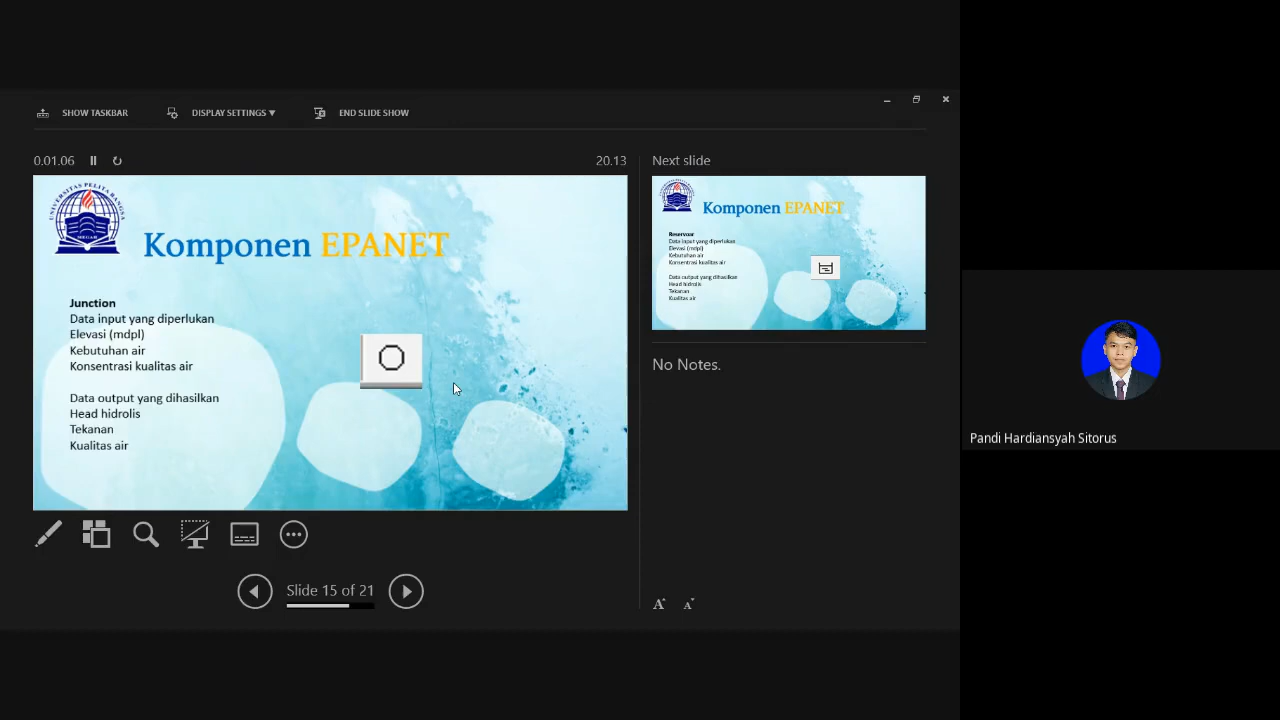 SHOW TASKBAR
DISPLAY SETTINGS
END SLIDE SHOW
0.01.06
20.13
UNIVERSITAS PELITA BANGSA
Komponen EPANET
Junction
Data input yang diperlukan
Elevasi (mdpl)
Kebutuhan air
Konsentrasi kualitas air
Data output yang dihasilkan
Head hidrolis
Tekanan
Kualitas air
Slide 15 of 21
Next slide
Komponen EPANET
Reservoar
Data input yang diperlukan
Elevasi (mdpl)
Kebutuhan air
Konsentrasi kualitas air
Data output yang dihasilkan
Head hidrolis
Tekanan
Kualitas air
No Notes.
A A
Pandi Hardiansyah Sitorus